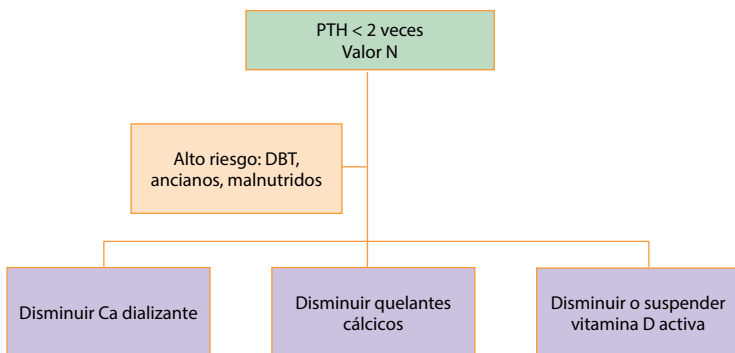 PTH < 2 veces
Valor N
Alto riesgo: DBT,
ancianos, malnutridos
Disminuir Ca dializante
Disminuir quelantes
cálcicos
Disminuir o suspender
vitamina D activa